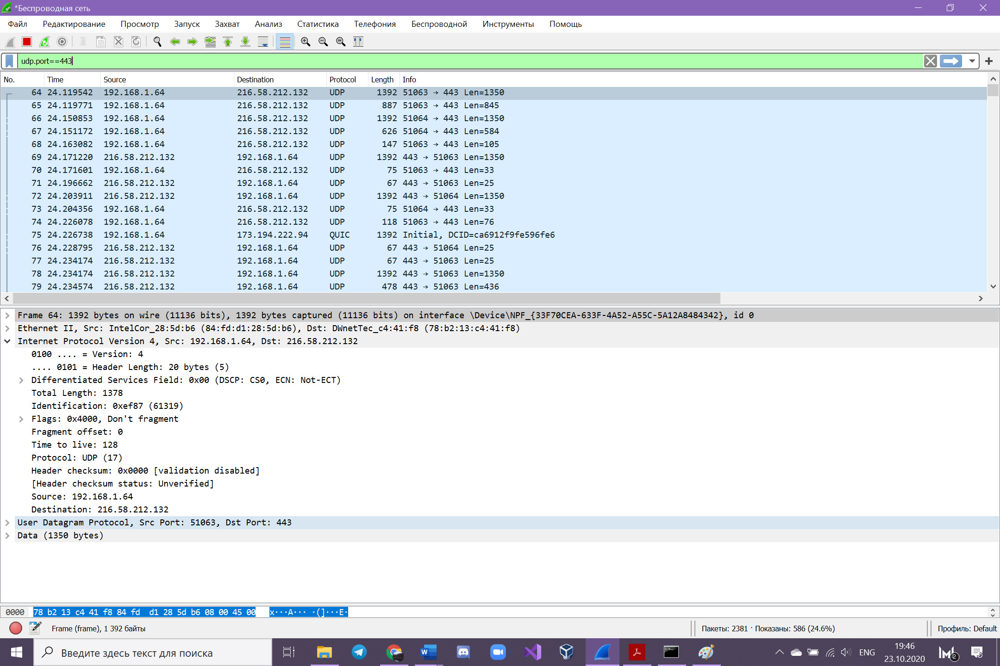 *Беспроводная сеть
Файл Редактирование Просмотр Запуск Захват Анализ Статистика Телефония Беспроводной Инструменты Помощь
udp.port==443
No. Time Source Destination Protocol Length Info
64 24.119542 192.168.1.64 216.58.212.132 UDP 1392 51063 → 443 Len=1350
65 24.119771 192.168.1.64 216.58.212.132 UDP 887 51063 → 443 Len=845
66 24.150853 192.168.1.64 216.58.212.132 UDP 1392 51064 → 443 Len=1350
67 24.151172 192.168.1.64 216.58.212.132 UDP 626 51064 → 443 Len=584
68 24.163082 192.168.1.64 216.58.212.132 UDP 147 51063 → 443 Len=105
69 24.171220 216.58.212.132 192.168.1.64 UDP 1392 443 → 51063 Len=1350
70 24.171601 192.168.1.64 216.58.212.132 UDP 75 51063 → 443 Len=33
71 24.196662 216.58.212.132 192.168.1.64 UDP 67 443 → 51063 Len=25
72 24.203911 216.58.212.132 192.168.1.64 UDP 1392 443 → 51064 Len=1350
73 24.204356 192.168.1.64 216.58.212.132 UDP 75 51064 → 443 Len=33
74 24.226078 192.168.1.64 216.58.212.132 UDP 118 51063 → 443 Len=76
75 24.226738 192.168.1.64 173.194.222.94 QUIC 1392 Initial, DCID=ca6912f9fe596fe6
76 24.228795 216.58.212.132 192.168.1.64 UDP 67 443 → 51064 Len=25
77 24.234174 216.58.212.132 192.168.1.64 UDP 67 443 → 51063 Len=25
78 24.234174 216.58.212.132 192.168.1.64 UDP 1392 443 → 51063 Len=1350
79 24.234574 216.58.212.132 192.168.1.64 UDP 478 443 → 51063 Len=436
Frame 64: 1392 bytes on wire (11136 bits), 1392 bytes captured (11136 bits) on interface \Device\NPF_{33F70CEA-633F-4A52-A55C-5A12A8484342}, id 0
Ethernet II, Src: IntelCor_28:5d:b6 (84:fd:d1:28:5d:b6), Dst: DWnetTec_c4:41:f8 (78:b2:13:c4:41:f8)
Internet Protocol Version 4, Src: 192.168.1.64, Dst: 216.58.212.132
0100 .... = Version: 4
.... 0101 = Header Length: 20 bytes (5)
Differentiated Services Field: 0x00 (DSCP: CS0, ECN: Not-ECT)
Total Length: 1378
Identification: 0xef87 (61319)
Flags: 0x4000, Don't fragment
Fragment offset: 0
Time to live: 128
Protocol: UDP (17)
Header checksum: 0x0000 [validation disabled]
[Header checksum status: Unverified]
Source: 192.168.1.64
Destination: 216.58.212.132
User Datagram Protocol, Src Port: 51063, Dst Port: 443
Data (1350 bytes)
0000 78 b2 13 c4 41 f8 84 fd d1 28 5d b6 08 00 45 00 x···A··· ·(]···E·
Frame (frame), 1 392 байты
Пакеты: 2381 · Показаны: 586 (24.6%)
Профиль: Default
Введите здесь текст для поиска
ENG
19:46
23.10.2020
2